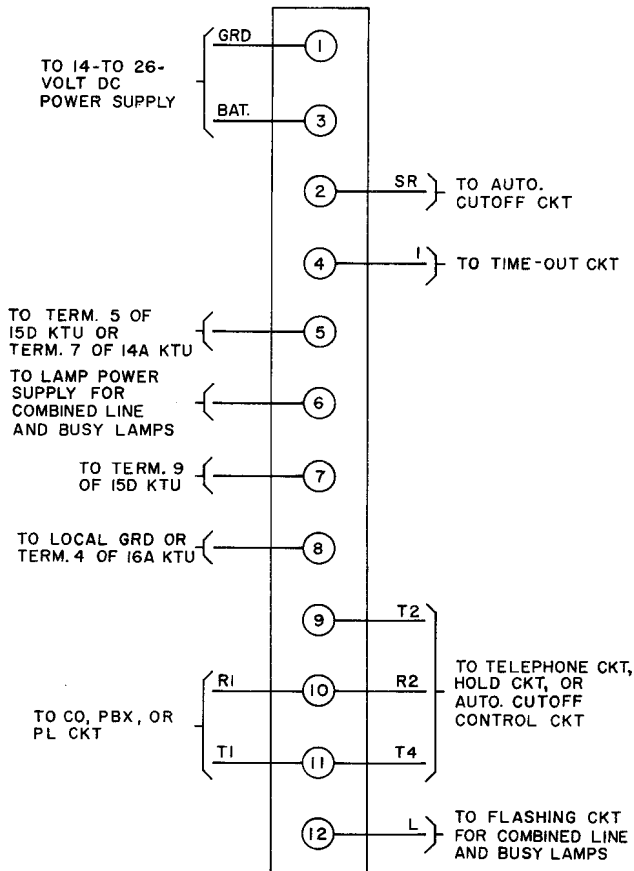 GRD
1
TO 14-TO 26-
VOLT DC
POWER SUPPLY
BAT.
3
2
SR
TO AUTO.
CUTOFF CKT
4
I
TO TIME-OUT CKT
TO TERM. 5 OF
15D KTU OR
TERM. 7 OF 14A KTU
5
TO LAMP POWER
SUPPLY FOR
COMBINED LINE
AND BUSY LAMPS
6
TO TERM. 9
OF 15D KTU
7
TO LOCAL GRD OR
TERM. 4 OF 16A KTU
8
9
T2
R1
10
R2
TO TELEPHONE CKT,
HOLD CKT, OR
AUTO. CUTOFF
CONTROL CKT
TO CO, PBX, OR
PL CKT
T1
11
T4
12
L
TO FLASHING CKT
FOR COMBINED LINE
AND BUSY LAMPS